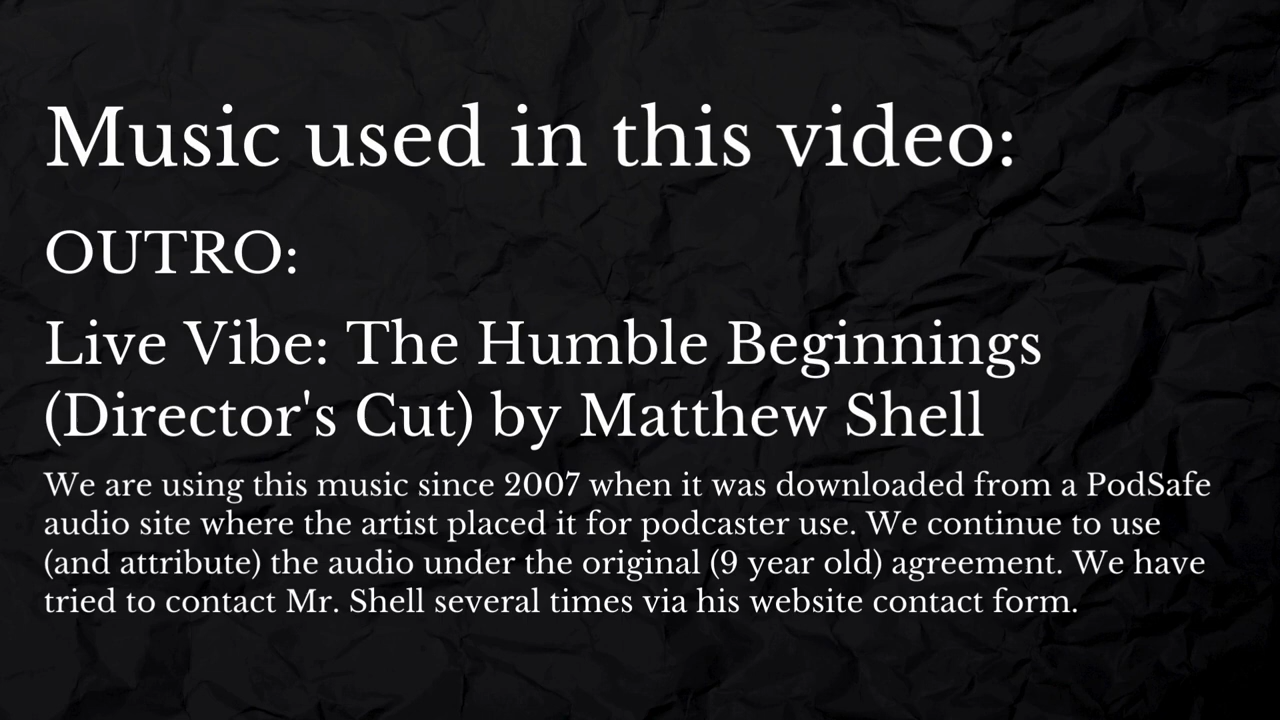 Music used in this video:
OUTRO:
Live Vibe: The Humble Beginnings
(Director's Cut) by Matthew Shell
We are using this music since 2007 when it was downloaded from a PodSafe
audio site where the artist placed it for podcaster use. We continue to use
(and attribute) the audio under the original (9 year old) agreement. We have
tried to contact Mr. Shell several times via his website contact form.